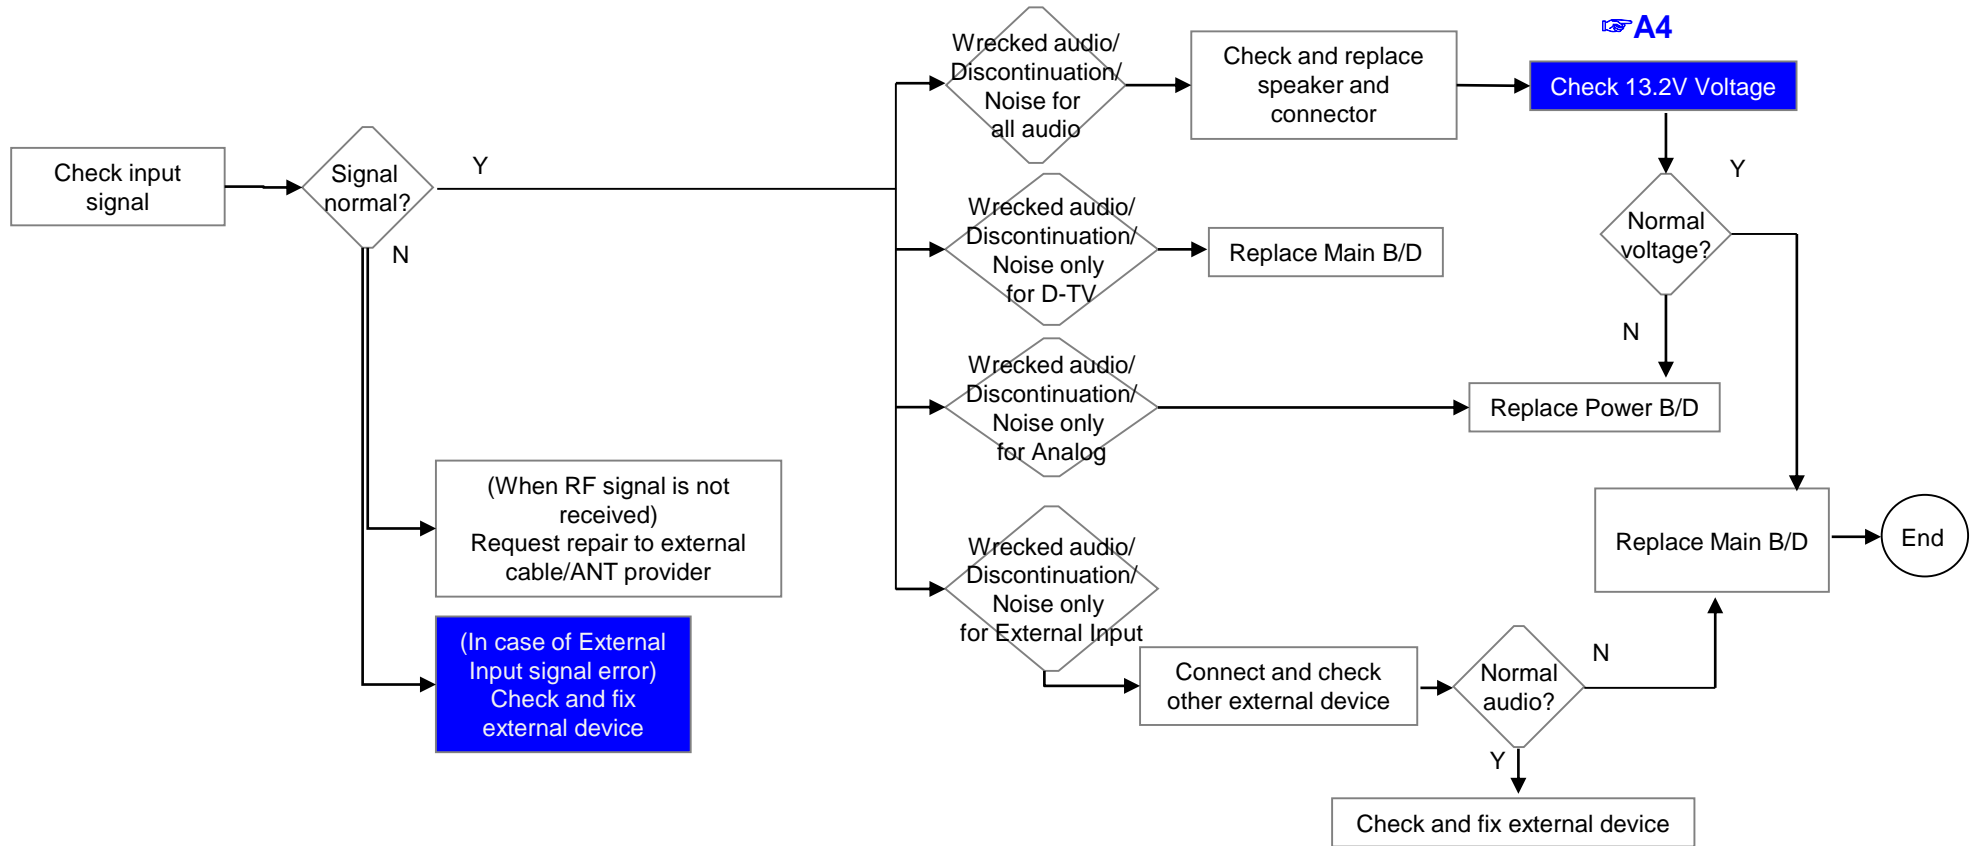 Check input
signal
Signal
normal?
Y
N
(When RF signal is not
received)
Request repair to external
cable/ANT provider
(In case of External
Input signal error)
Check and fix
external device
Wrecked audio/
Discontinuation/
Noise for
all audio
Check and replace
speaker and
connector
☞A4
Check 13.2V Voltage
Normal
voltage?
Y
N
Wrecked audio/
Discontinuation/
Noise only
for D-TV
Replace Main B/D
Wrecked audio/
Discontinuation/
Noise only
for Analog
Replace Power B/D
Wrecked audio/
Discontinuation/
Noise only
for External Input
Connect and check
other external device
Normal
audio?
N
Y
Replace Main B/D
End
Check and fix external device